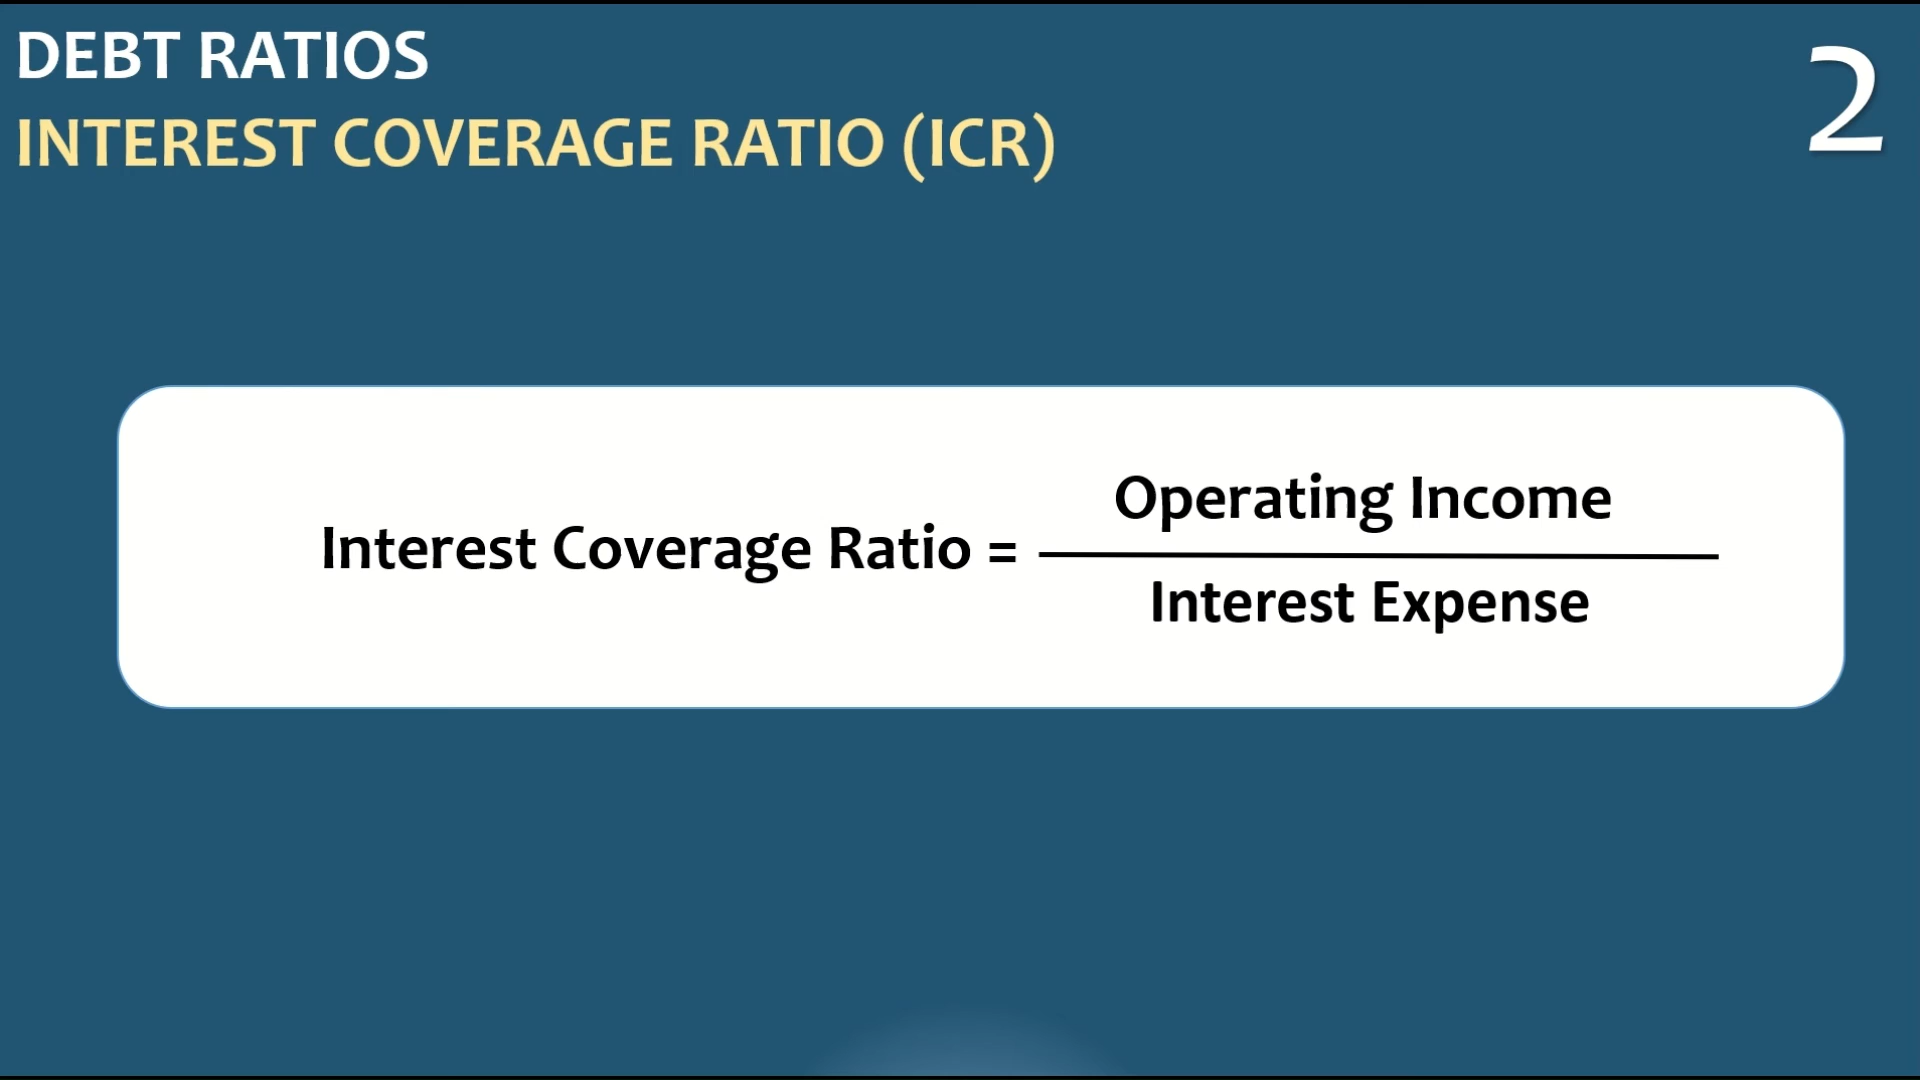 DEBT RATIOS
INTEREST COVERAGE RATIO (ICR)
2
Interest Coverage Ratio =
Operating Income
Interest Expense